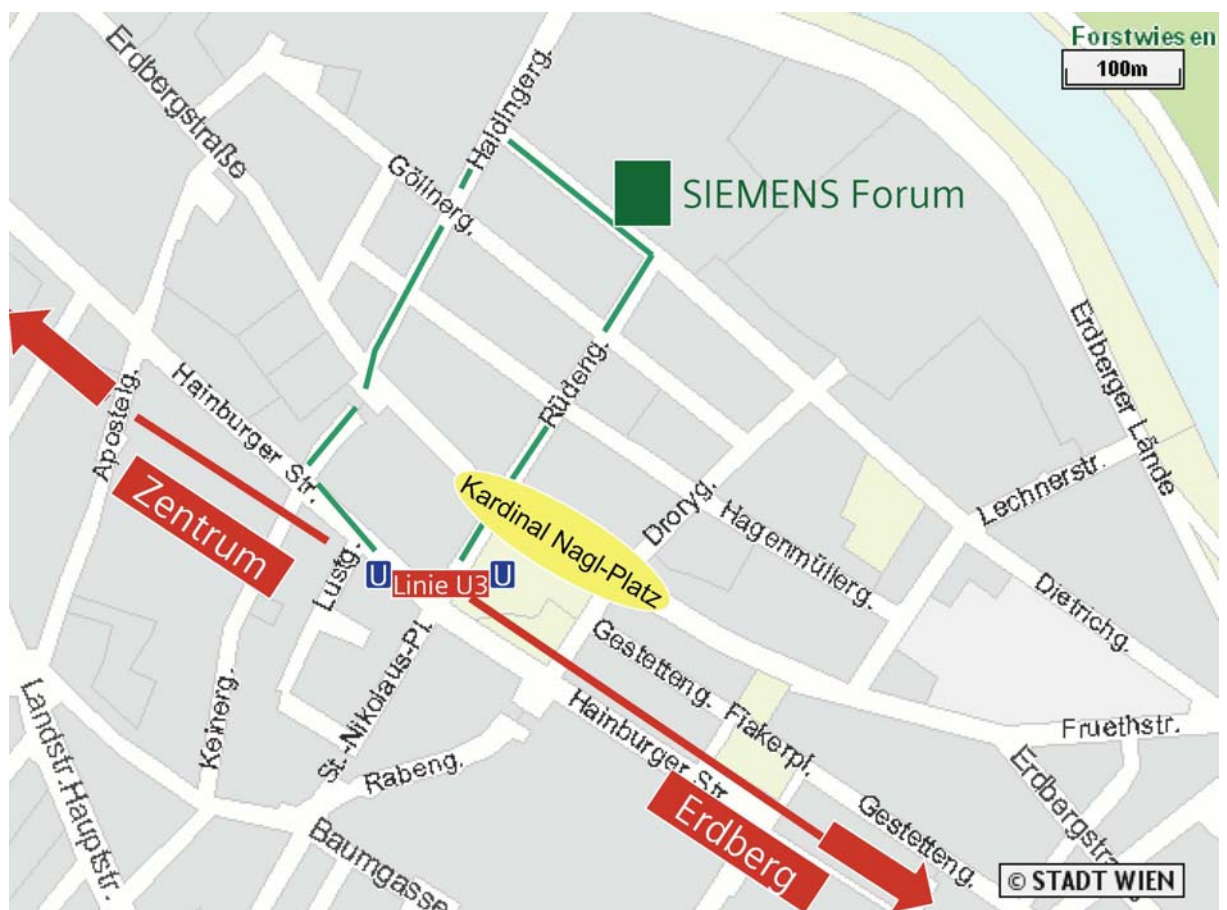 Forstwiesen
100m
Erdbergstraße
Haidingerg.
Göllnerg.
SIEMENS Forum
Erdberger Lände
Hainburger Str.
Apostelg.
Rüdeng.
Zentrum
Kardinal Nagl-Platz
Droryg.
Hagenmüllerg.
Lechnerstr.
Dietrichg.
U
Linie U3
U
Lustg.
Keinerg.
St.-Nikolaus-Pl.
Landstr.Hauptstr.
Rabeng.
Baumgasse
Gestetteng.
Fiakerpl.
Hainburger Str.
Erdberg
Fruethstr.
Erdbergstra
Gestetteng.
© STADT WIEN